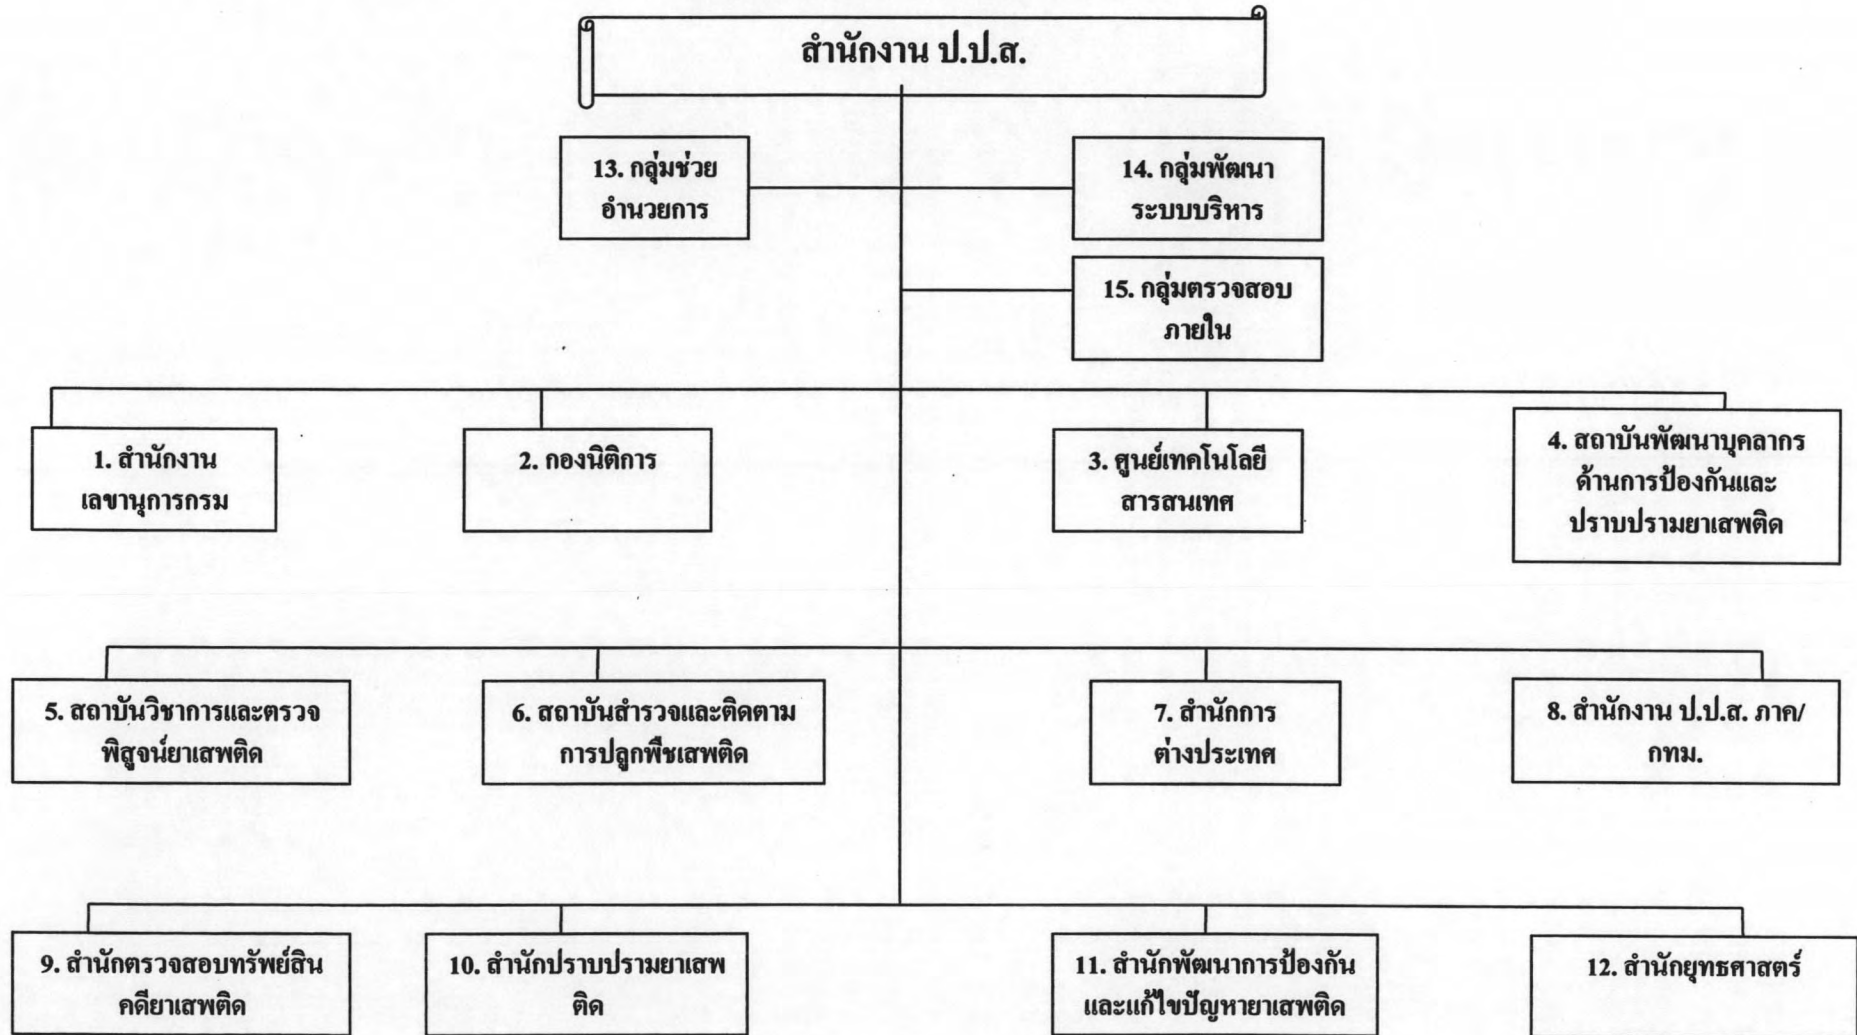 สำนักงาน ป.ป.ส.
13. กลุ่มช่วย
อำนวยการ
14. กลุ่มพัฒนา
ระบบบริหาร
15. กลุ่มตรวจสอบ
ภายใน
1. สำนักงาน
เลขานุการกรม
2. กองนิติการ
3. ศูนย์เทคโนโลยี
สารสนเทศ
4. สถาบันพัฒนาบุคลากร
ด้านการป้องกันและ
ปราบปรามยาเสพติด
5. สถาบันวิชาการและตรวจ
พิสูจน์ยาเสพติด
6. สถาบันสำรวจและติดตาม
การปลูกพืชเสพติด
7. สำนักการ
ต่างประเทศ
8. สำนักงาน ป.ป.ส. ภาค/
กทม.
9. สำนักตรวจสอบทรัพย์สิน
คดียาเสพติด
10. สำนักปราบปรามยาเสพ
ติด
11. สำนักพัฒนาการป้องกัน
และแก้ไขปัญหายาเสพติด
12. สำนักยุทธศาสตร์